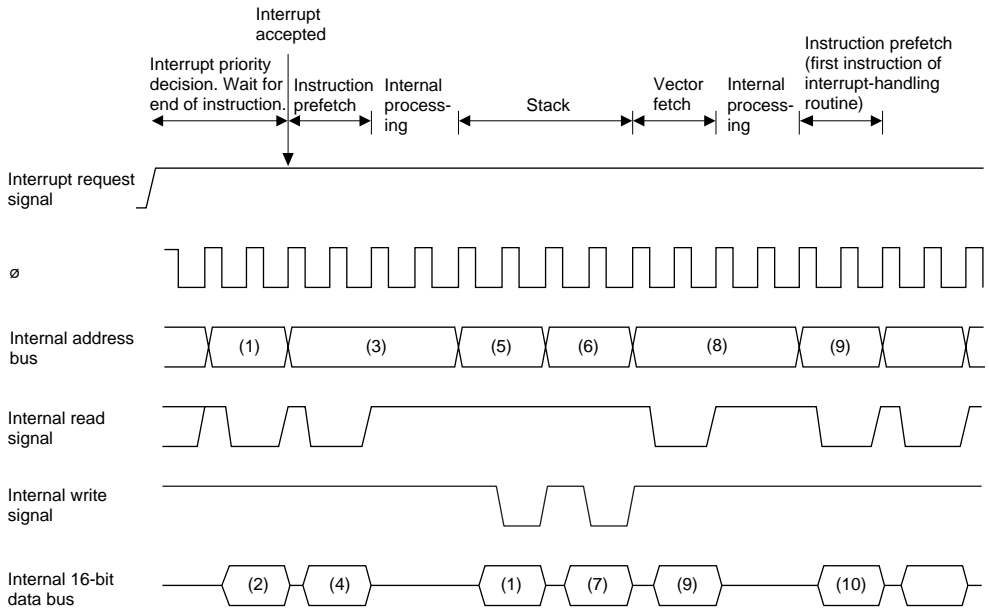 Interrupt
accepted
Interrupt priority
decision. Wait for
end of instruction.
Instruction
prefetch
Internal
process-
ing
Stack
Vector
fetch
Internal
process-
ing
Instruction prefetch
(first instruction of
interrupt-handling
routine)
Interrupt request
signal
ø
Internal address
bus
(1) (3) (5) (6) (8) (9)
Internal read
signal
Internal write
signal
Internal 16-bit
data bus
(2) (4) (1) (7) (9) (10)